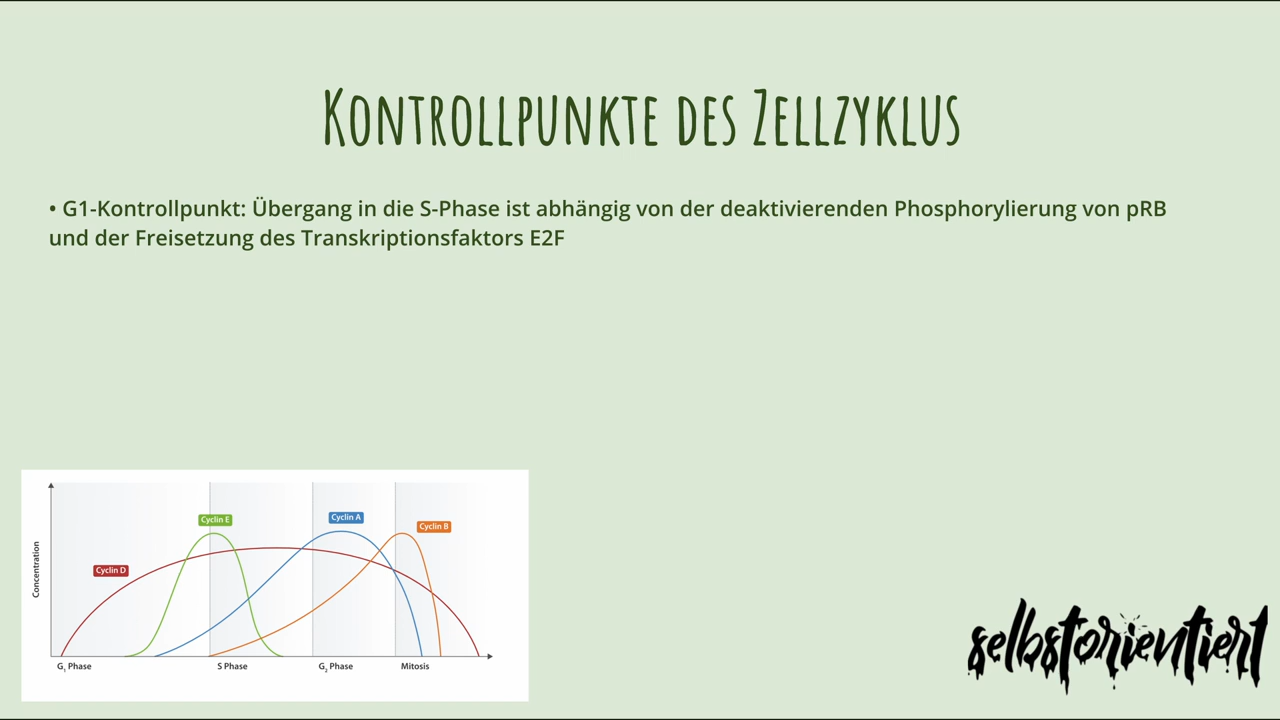 Kontrollpunkte des Zellzyklus
• G1-Kontrollpunkt: Übergang in die S-Phase ist abhängig von der deaktivierenden Phosphorylierung von pRB
und der Freisetzung des Transkriptionsfaktors E2F
Concentration
Cyclin D
Cyclin E
Cyclin A
Cyclin B
G1 Phase
S Phase
G2 Phase
Mitosis
selbstorientiert